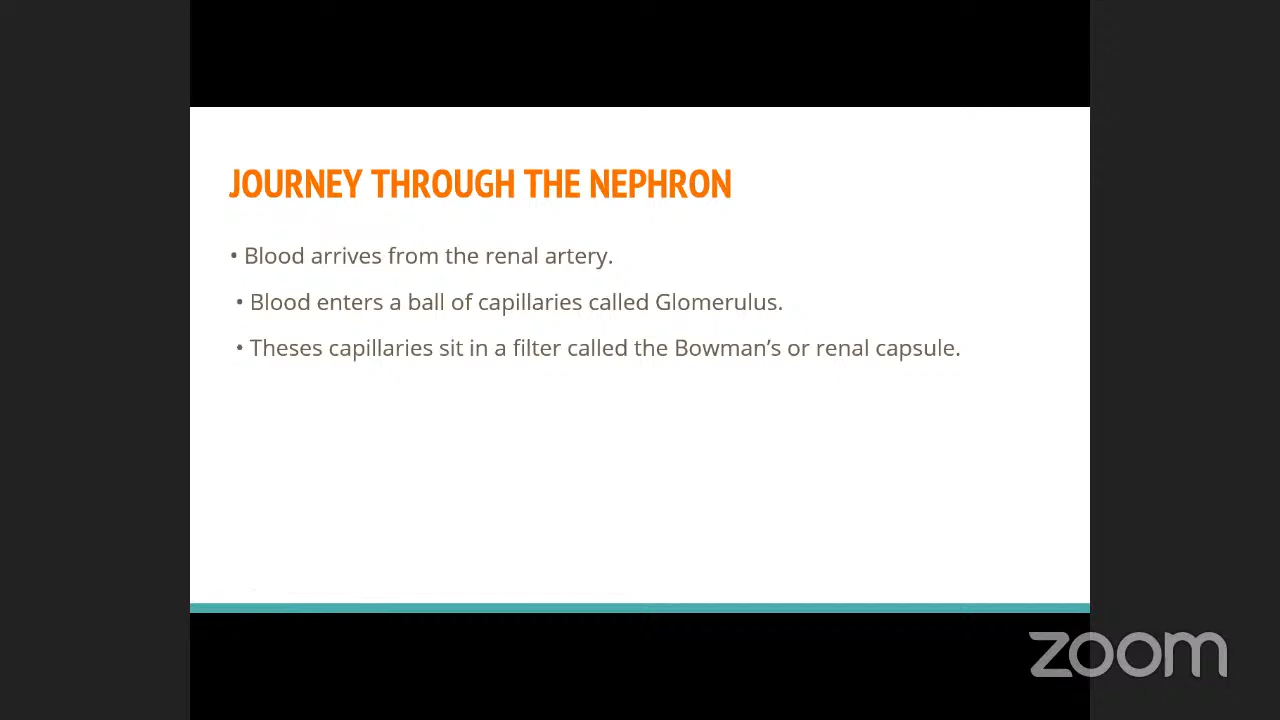 JOURNEY THROUGH THE NEPHRON
• Blood arrives from the renal artery.
• Blood enters a ball of capillaries called Glomerulus.
• Theses capillaries sit in a filter called the Bowman’s or renal capsule.
zoom